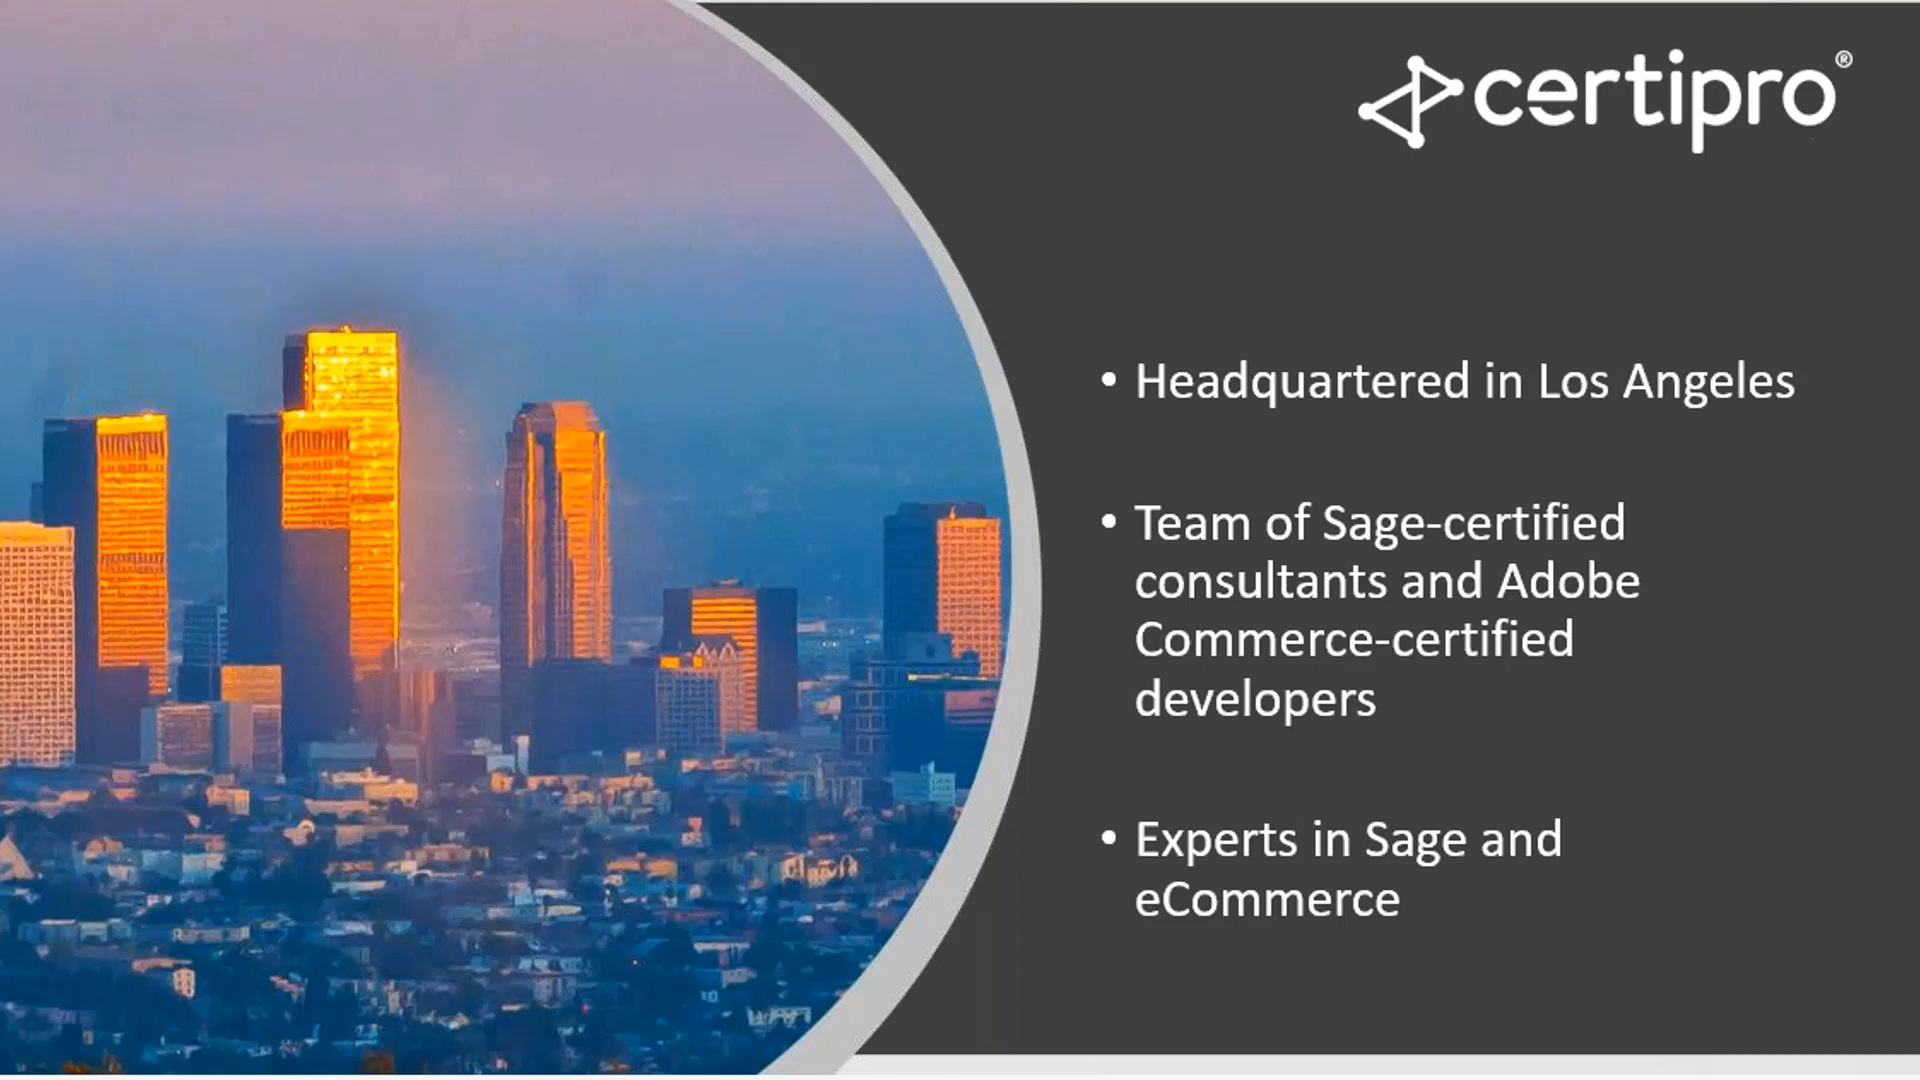 certipro®
• Headquartered in Los Angeles
• Team of Sage-certified
consultants and Adobe
Commerce-certified
developers
• Experts in Sage and
eCommerce